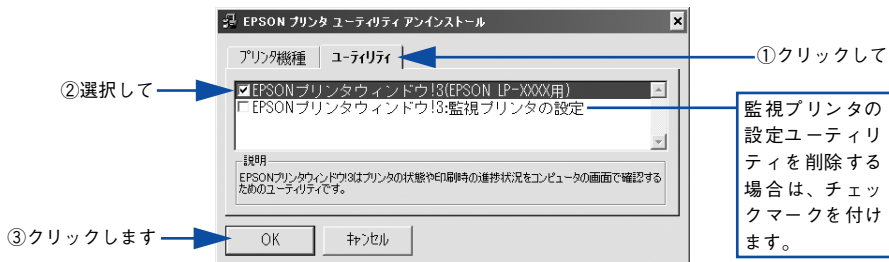 EPSON プリンタ ユーティリティ アンインストール
プリンタ機種
ユーティリティ
①クリックして
②選択して
EPSONプリンタウィンドウ!3(EPSON LP-XXXX用)
EPSONプリンタウィンドウ!3:監視プリンタの設定
監視プリンタの
設定ユーティリ
ティを削除する
場合は、チェッ
クマークを付け
ます。
説明
EPSONプリンタウィンドウ!3はプリンタの状態や印刷時の進捗状況をコンピュータの画面で確認する
ためのユーティリティです。
③クリックします
OK
キャンセル